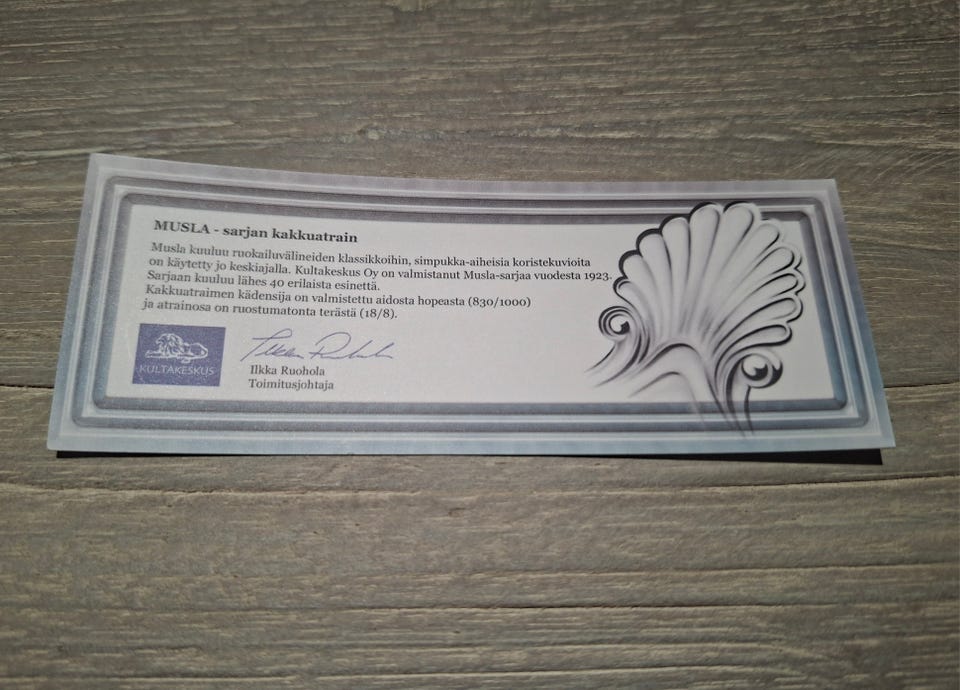 MUSLA - sarjan kakkuatrain
Musla kuuluu ruokailuvälineiden klassikkoihin, simpukka-aiheisia koristekuvioita
on käytetty jo keskiajalla. Kultakeskus Oy on valmistanut Musla-sarjaa vuodesta 1923.
Sarjaan kuuluu lähes 40 erilaista esinettä.
Kakkuatraimen kädensija on valmistettu aidosta hopeasta (830/1000)
ja atrainosa on ruostumatonta terästä (18/8).
KULTAKESKUS
Ilkka Ruohola
Toimitusjohtaja